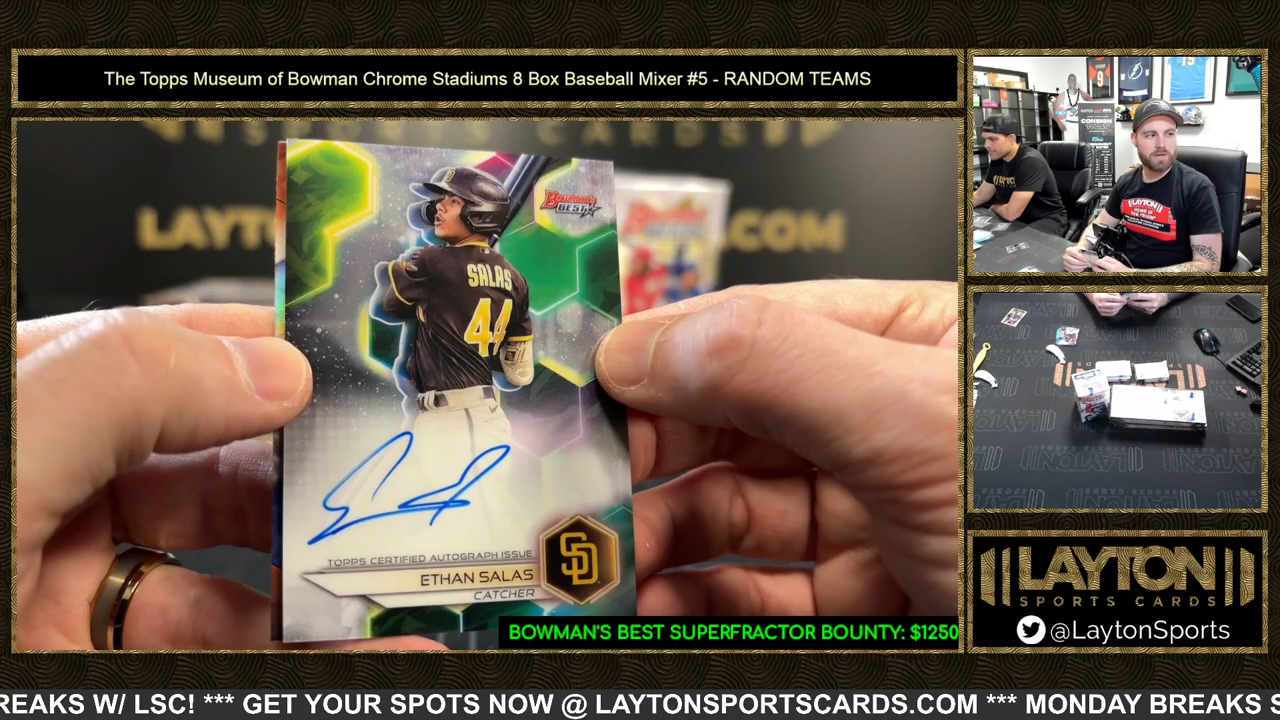 The Topps Museum of Bowman Chrome Stadiums 8 Box Baseball Mixer #5 - RANDOM TEAMS
BOWMAN'S BEST
SALAS
44
TOPPS CERTIFIED AUTOGRAPH ISSUE
ETHAN SALAS
CATCHER
SD
BOWMAN'S BEST SUPERFRACTOR BOUNTY: $1250
CONSIGN
LAYTON
SPORTS CARDS
@LaytonSports
REAKS W/ LSC! *** GET YOUR SPOTS NOW @ LAYTONSPORTSCARDS.COM *** MONDAY BREAKS S